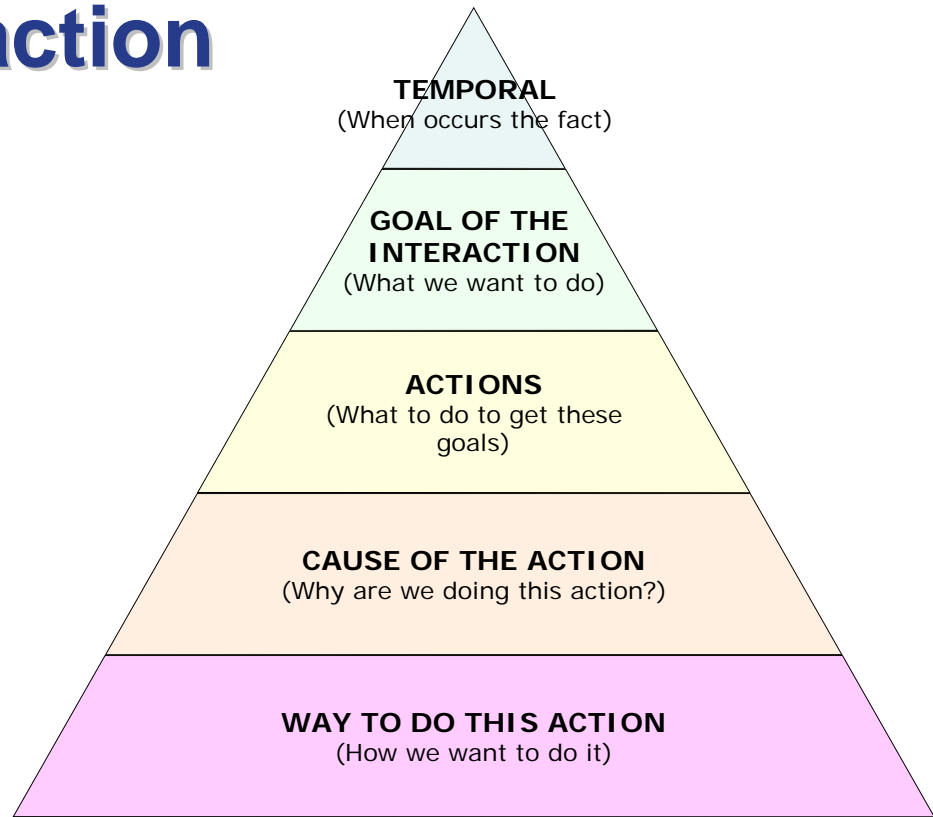 action
TEMPORAL
(When occurs the fact)
GOAL OF THE
INTERACTION
(What we want to do)
ACTIONS
(What to do to get these
goals)
CAUSE OF THE ACTION
(Why are we doing this action?)
WAY TO DO THIS ACTION
(How we want to do it)